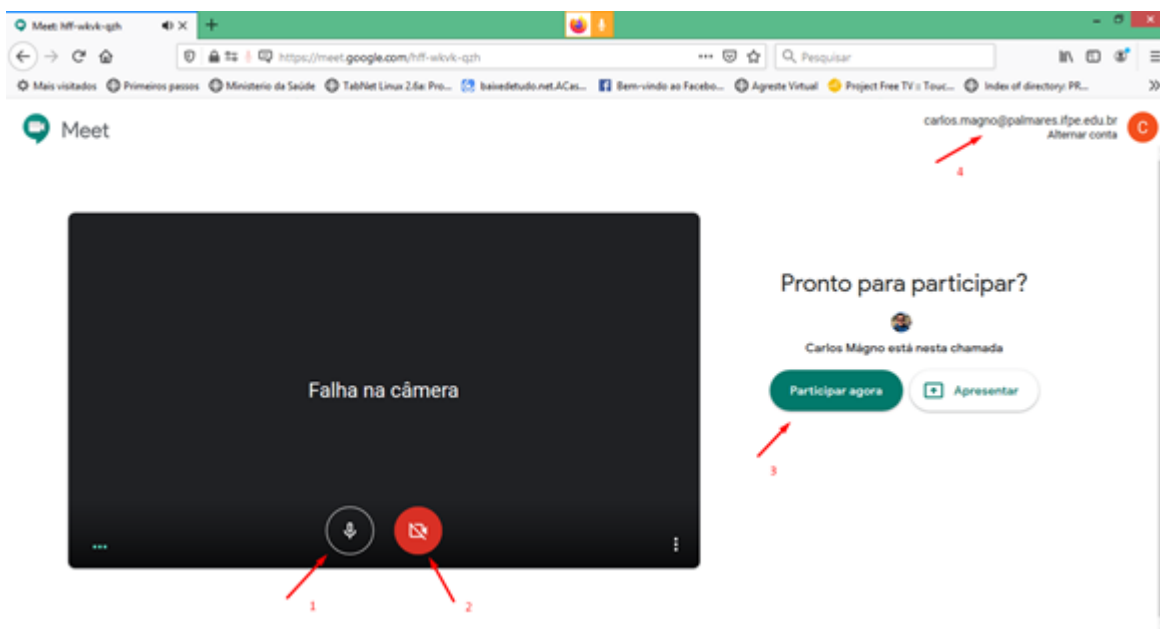 Meet: hff-wkvk-qzh
https://meet.google.com/hff-wkvk-qzh
Pesquisar
Mais visitados
Primeiros passos
Ministerio da Saúde
TabNet Linux 2.6a: Pro...
baixedetudo.net.ACas...
Bem-vindo ao Facebo...
Agreste Virtual
Project Free TV :: Touc...
Index of directory: PR...
Meet
carlos.magno@palmares.ifpe.edu.br
Alternar conta
C
4
Pronto para participar?
Carlos Mágno está nesta chamada
Falha na câmera
Participar agora
Apresentar
3
1
2